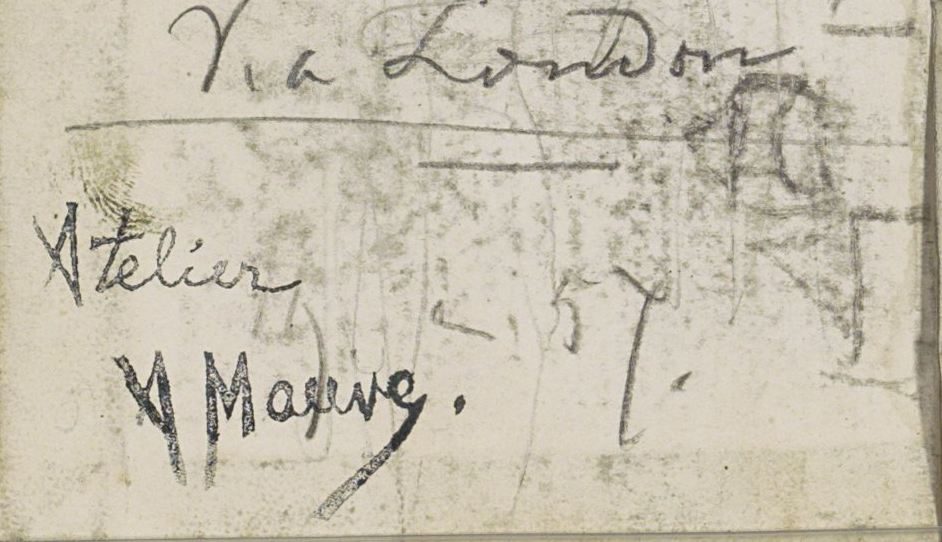 Via London
Atelier
A Mauve.